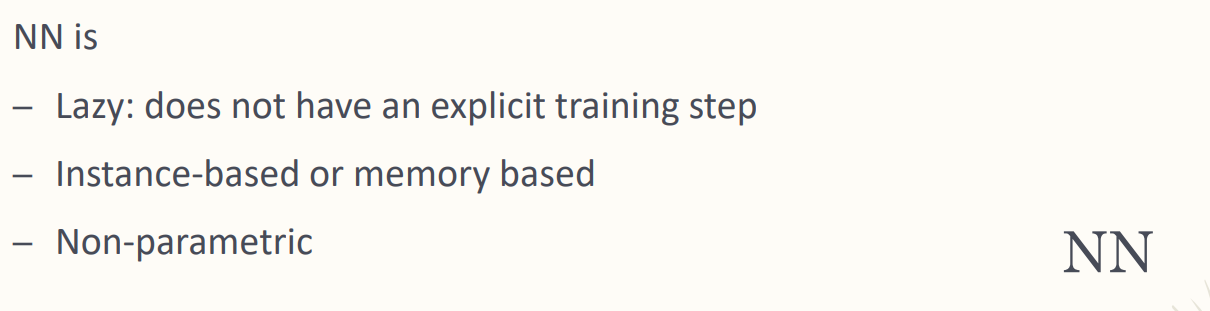 NN is
– Lazy: does not have an explicit training step
– Instance-based or memory based
– Non-parametric
NN